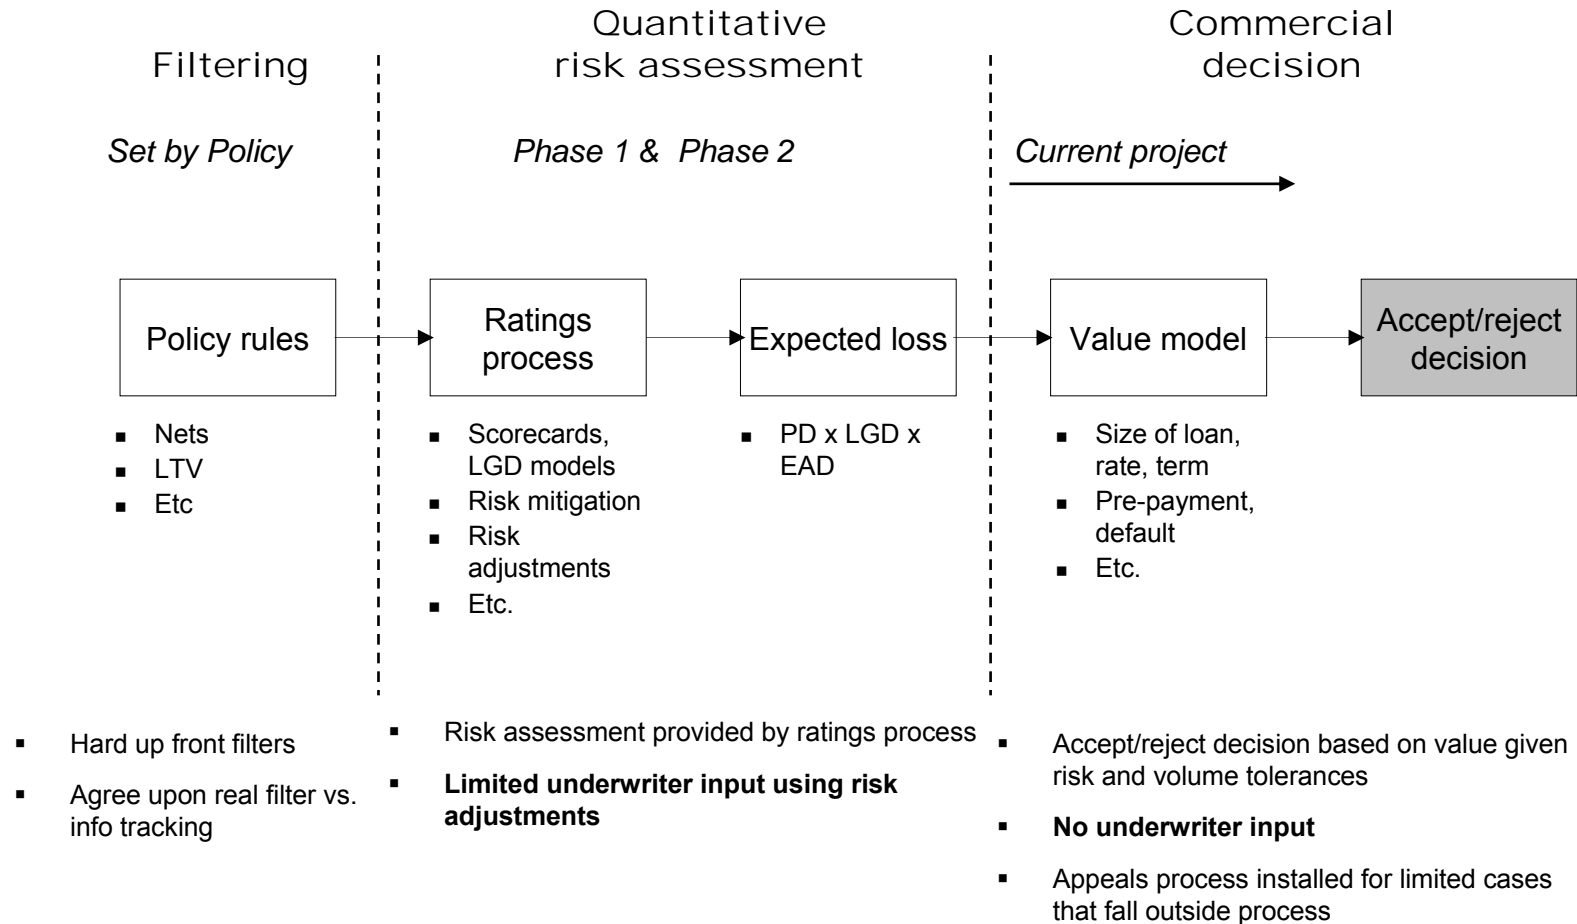 Filtering
Quantitative
risk assessment
Commercial
decision
Set by Policy
Phase 1 & Phase 2
Current project
Policy rules
Ratings
process
Expected loss
Value model
Accept/reject
decision
▪ Nets
▪ LTV
▪ Etc
▪ Scorecards,
LGD models
▪ Risk mitigation
▪ Risk
adjustments
▪ Etc.
▪ PD x LGD x
EAD
▪ Size of loan,
rate, term
▪ Pre-payment,
default
▪ Etc.
▪ Hard up front filters
▪ Agree upon real filter vs.
info tracking
▪ Risk assessment provided by ratings process
▪ Limited underwriter input using risk
adjustments
▪ Accept/reject decision based on value given
risk and volume tolerances
▪ No underwriter input
▪ Appeals process installed for limited cases
that fall outside process